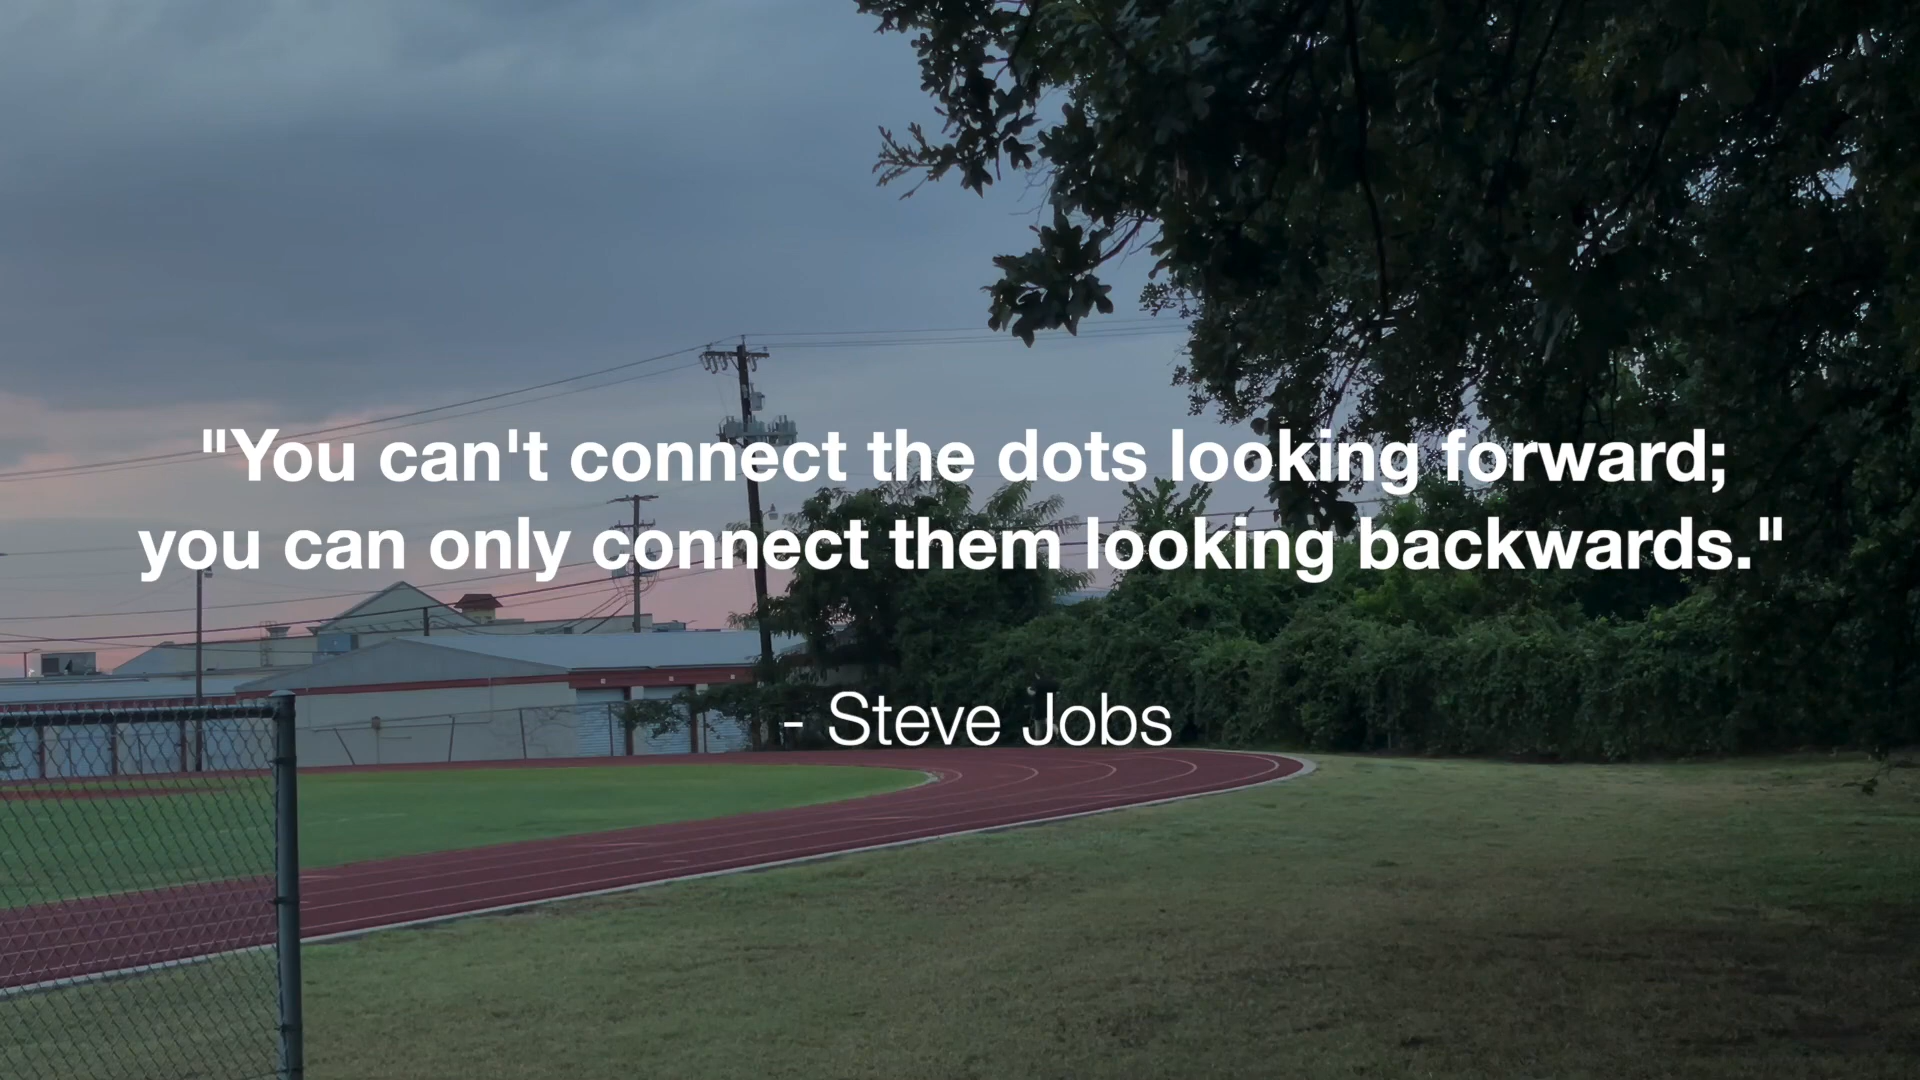 "You can't connect the dots looking forward;
you can only connect them looking backwards."
- Steve Jobs